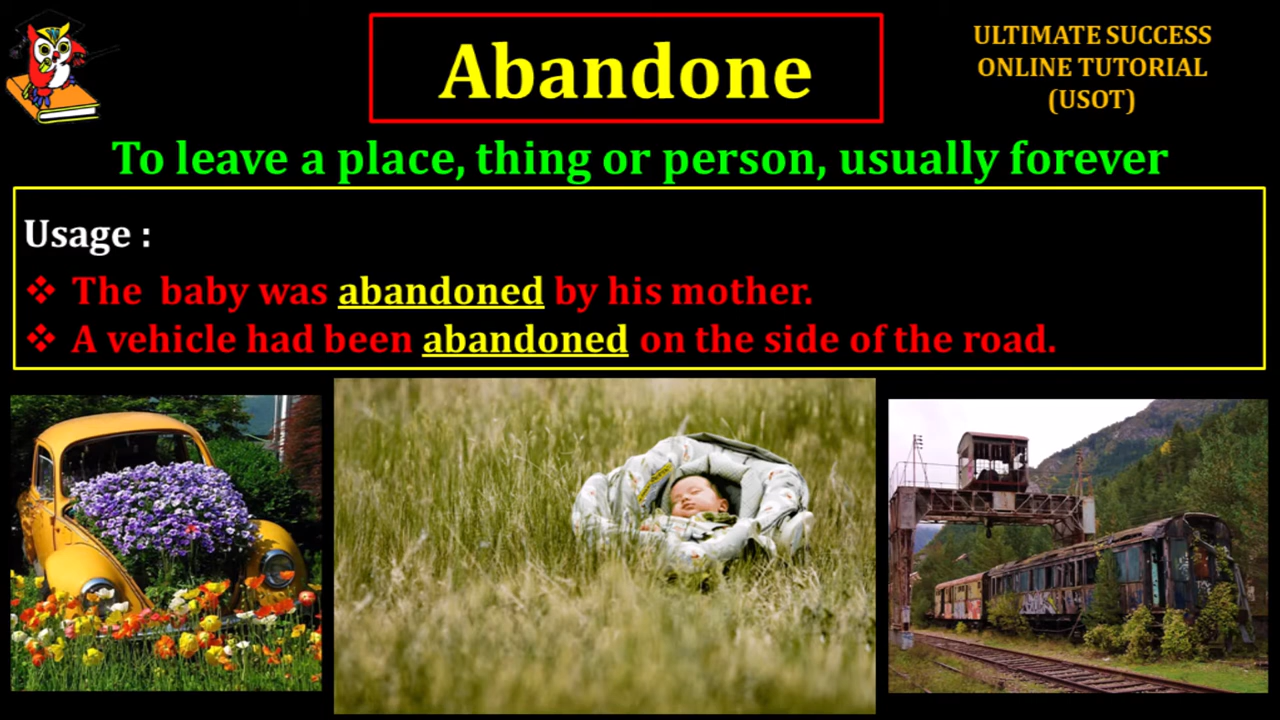 Abandone
ULTIMATE SUCCESS
ONLINE TUTORIAL
(USOT)
To leave a place, thing or person, usually forever
Usage :
❖ The baby was abandoned by his mother.
❖ A vehicle had been abandoned on the side of the road.